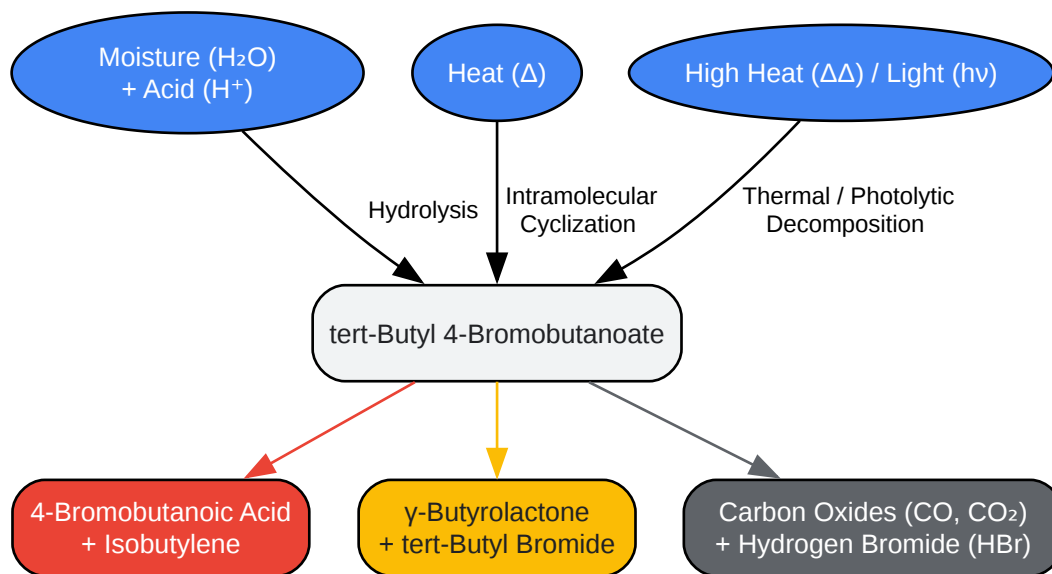 Moisture (H₂O)
+ Acid (H⁺)
Heat (Δ)
High Heat (ΔΔ) / Light (hν)
Hydrolysis
Intramolecular
Cyclization
Thermal / Photolytic
Decomposition
tert-Butyl 4-Bromobutanoate
4-Bromobutanoic Acid
+ Isobutylene
γ-Butyrolactone
+ tert-Butyl Bromide
Carbon Oxides (CO, CO₂)
+ Hydrogen Bromide (HBr)